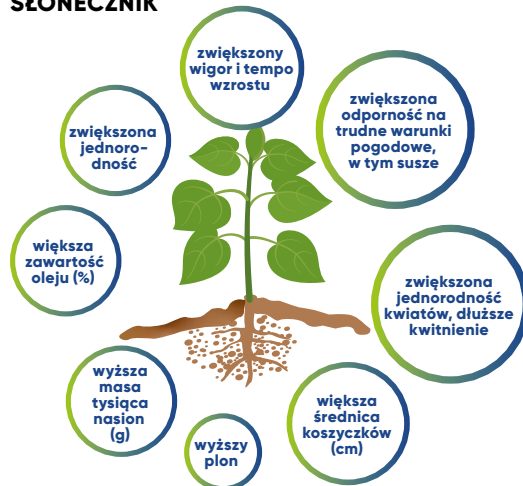 SŁONECZNIK
zwiększony
wigor i tempo
wzrostu
zwiększona
odporność na
trudne warunki
pogodowe,
w tym susze
zwiększona
jednoro-
dność
większa
zawartość
oleju (%)
zwiększona
jednorodność
kwiatów, dłuższe
kwitnienie
wyższa
masa
tysiąca
nasion
(g)
większa
średnica
koszyczków
(cm)
wyższy
plon